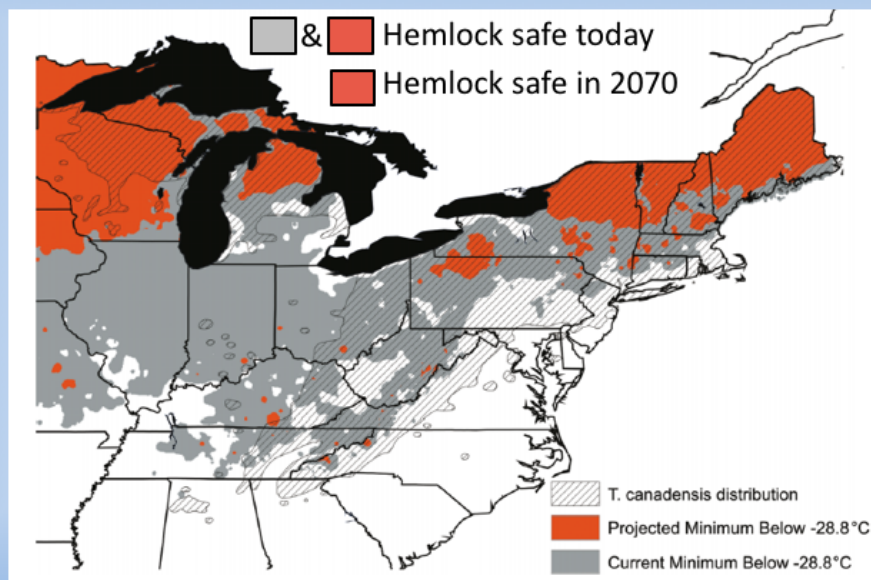 & Hemlock safe today
Hemlock safe in 2070
T. canadensis distribution
Projected Minimum Below -28.8°C
Current Minimum Below -28.8°C